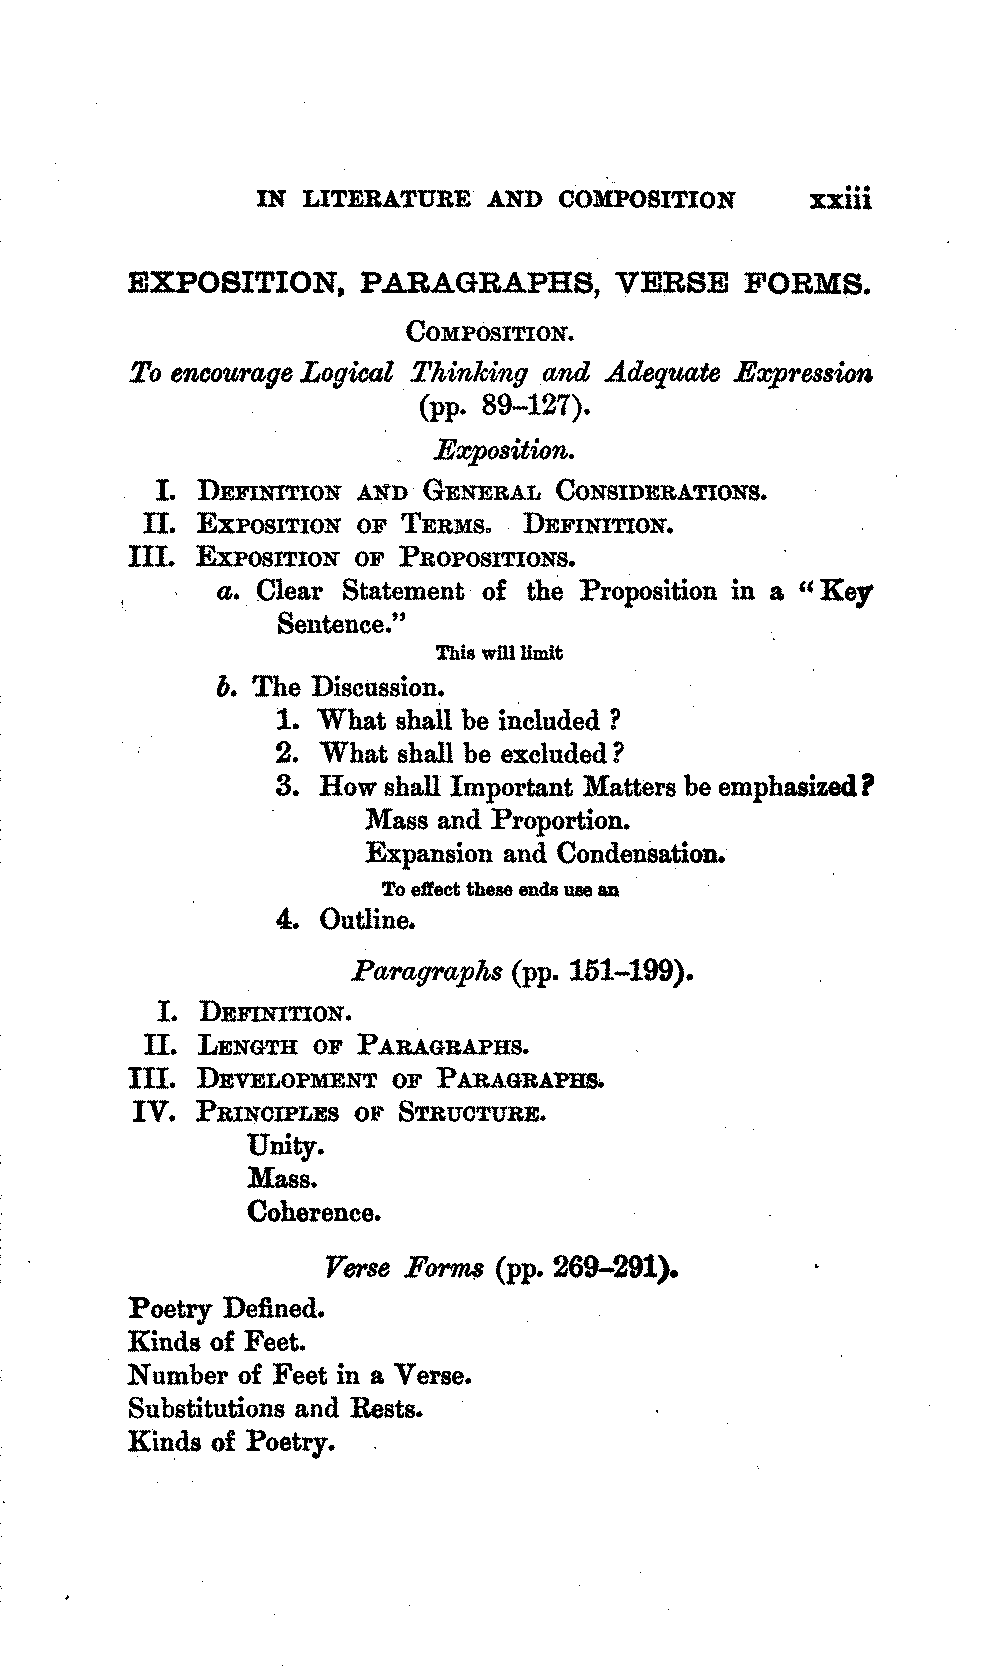 IN LITERATURE AND COMPOSITION xxiii
EXPOSITION, PARAGRAPHS, VERSE FORMS.
COMPOSITION.
To encourage Logical Thinking and Adequate Expression
(pp. 89–127).
Exposition.
I. DEFINITION AND GENERAL CONSIDERATIONS.
II. EXPOSITION OF TERMS. DEFINITION.
III. EXPOSITION OF PROPOSITIONS.
a. Clear Statement of the Proposition in a "Key
Sentence."
This will limit
b. The Discussion.
1. What shall be included ?
2. What shall be excluded ?
3. How shall Important Matters be emphasized ?
Mass and Proportion.
Expansion and Condensation.
To effect these ends use an
4. Outline.
Paragraphs (pp. 151–199).
I. DEFINITION.
II. LENGTH OF PARAGRAPHS.
III. DEVELOPMENT OF PARAGRAPHS.
IV. PRINCIPLES OF STRUCTURE.
Unity.
Mass.
Coherence.
Verse Forms (pp. 269–291).
Poetry Defined.
Kinds of Feet.
Number of Feet in a Verse.
Substitutions and Rests.
Kinds of Poetry.